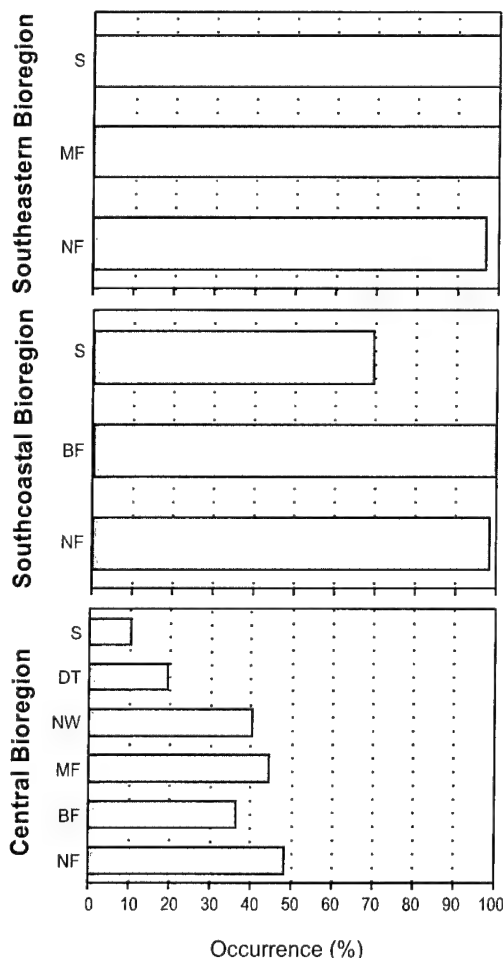 Southeastern Bioregion
S
MF
NF
Southcoastal Bioregion
S
BF
NF
Central Bioregion
S
DT
NW
MF
BF
NF
0 10 20 30 40 50 60 70 80 90 100
Occurrence (%)